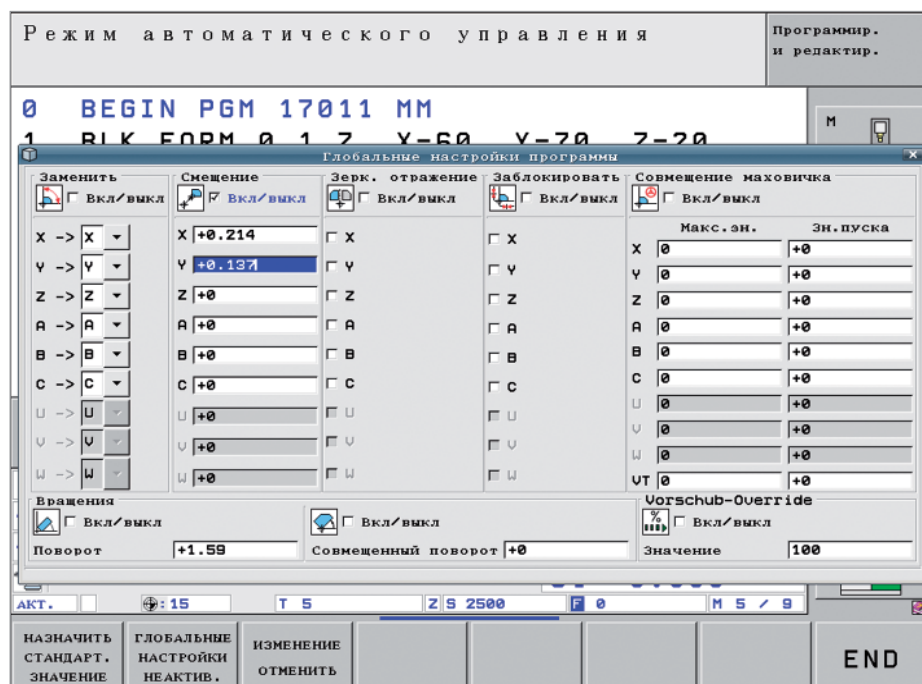 Режим автоматического управления
Программир.
и редактир.
0 BEGIN PGM 17011 MM
1 BLK FORM 0.1 Z X-60 Y-70 Z-20
M
Глобальные настройки программы
Заменить Смещение Зерк. отражение Заблокировать Совмещение маховичка
Вкл/выкл Вкл/выкл Вкл/выкл Вкл/выкл Вкл/выкл
Макс.зн. Зн.пуска
X -> X X +0.214 X X X 0 +0
Y -> Y Y +0.137 Y Y Y 0 +0
Z -> Z Z +0 Z Z Z 0 +0
A -> A A +0 A A A 0 +0
B -> B B +0 B B B 0 +0
C -> C C +0 C C C 0 +0
U -> U U +0 U U U 0 +0
V -> V V +0 V V V 0 +0
W -> W W +0 W W W 0 +0
VT 0 +0
Вращения Vorschub-Override
Вкл/выкл Вкл/выкл % Вкл/выкл
Поворот +1.59 Совмещенный поворот +0 Значение 100
АКТ. : 15 T 5 Z S 2500 F 0 M 5 / 9
НАЗНАЧИТЬ
СТАНДАРТ.
ЗНАЧЕНИЕ
ГЛОБАЛЬНЫЕ
НАСТРОЙКИ
НЕАКТИВ.
ИЗМЕНЕНИЕ
ОТМЕНИТЬ
END